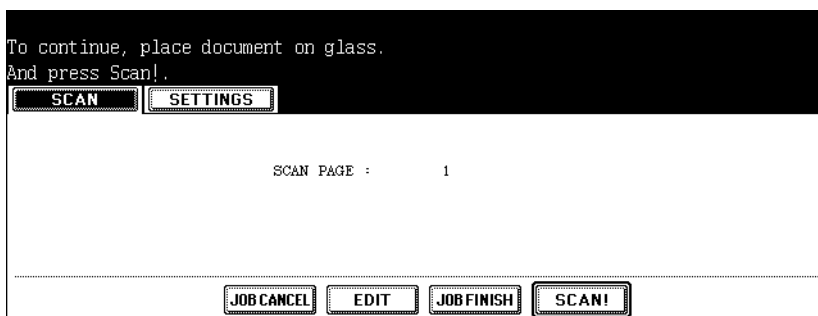 To continue, place document on glass.
And press Scan!.
SCAN SETTINGS
SCAN PAGE : 1
JOB CANCEL EDIT JOB FINISH SCAN!